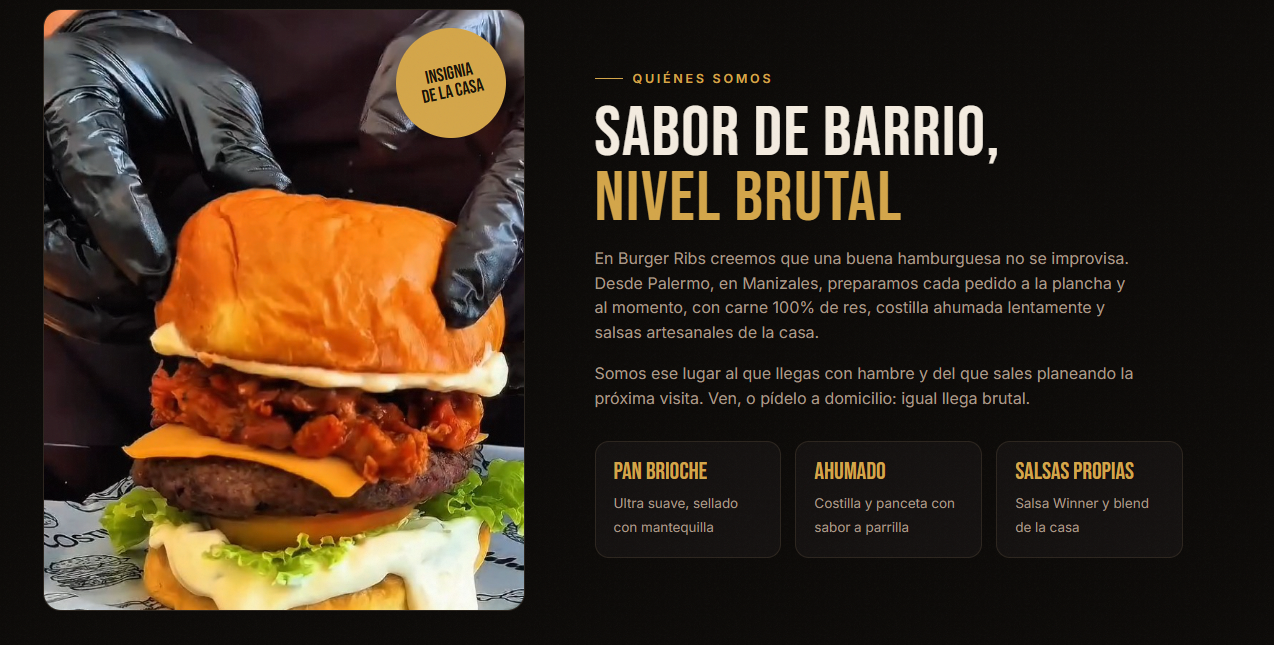 INSIGNIA
DE LA CASA
QUIÉNES SOMOS
SABOR DE BARRIO,
NIVEL BRUTAL
En Burger Ribs creemos que una buena hamburguesa no se improvisa.
Desde Palermo, en Manizales, preparamos cada pedido a la plancha y
al momento, con carne 100% de res, costilla ahumada lentamente y
salsas artesanales de la casa.
Somos ese lugar al que llegas con hambre y del que sales planeando la
próxima visita. Ven, o pídelo a domicilio: igual llega brutal.
PAN BRIOCHE
Ultra suave, sellado
con mantequilla
AHUMADO
Costilla y panceta con
sabor a parrilla
SALSAS PROPIAS
Salsa Winner y blend
de la casa